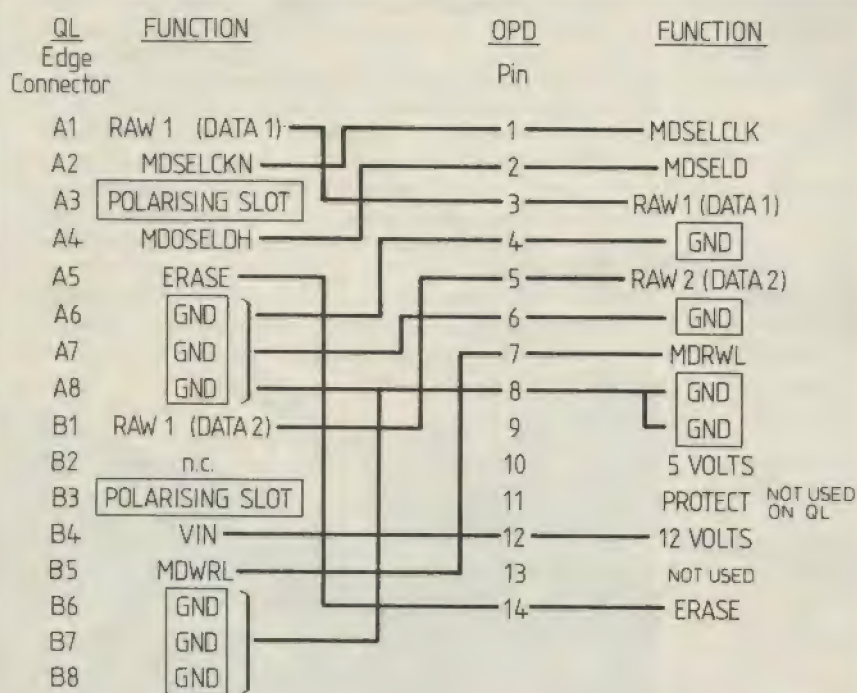 QL FUNCTION OPD FUNCTION
Edge Connector Pin
A1 RAW 1 (DATA 1) 1 MDSELCLK
A2 MDSELCKN 2 MDSELD
A3 POLARISING SLOT 3 RAW 1 (DATA 1)
A4 MDOSELDH 4 GND
A5 ERASE 5 RAW 2 (DATA 2)
A6 GND 6 GND
A7 GND 7 MDRWL
A8 GND 8 GND
B1 RAW 1 (DATA 2) 9 GND
B2 n.c. 10 5 VOLTS
B3 POLARISING SLOT 11 PROTECT NOT USED ON QL
B4 VIN 12 12 VOLTS
B5 MDWRL 13 NOT USED
B6 GND 14 ERASE
B7 GND
B8 GND